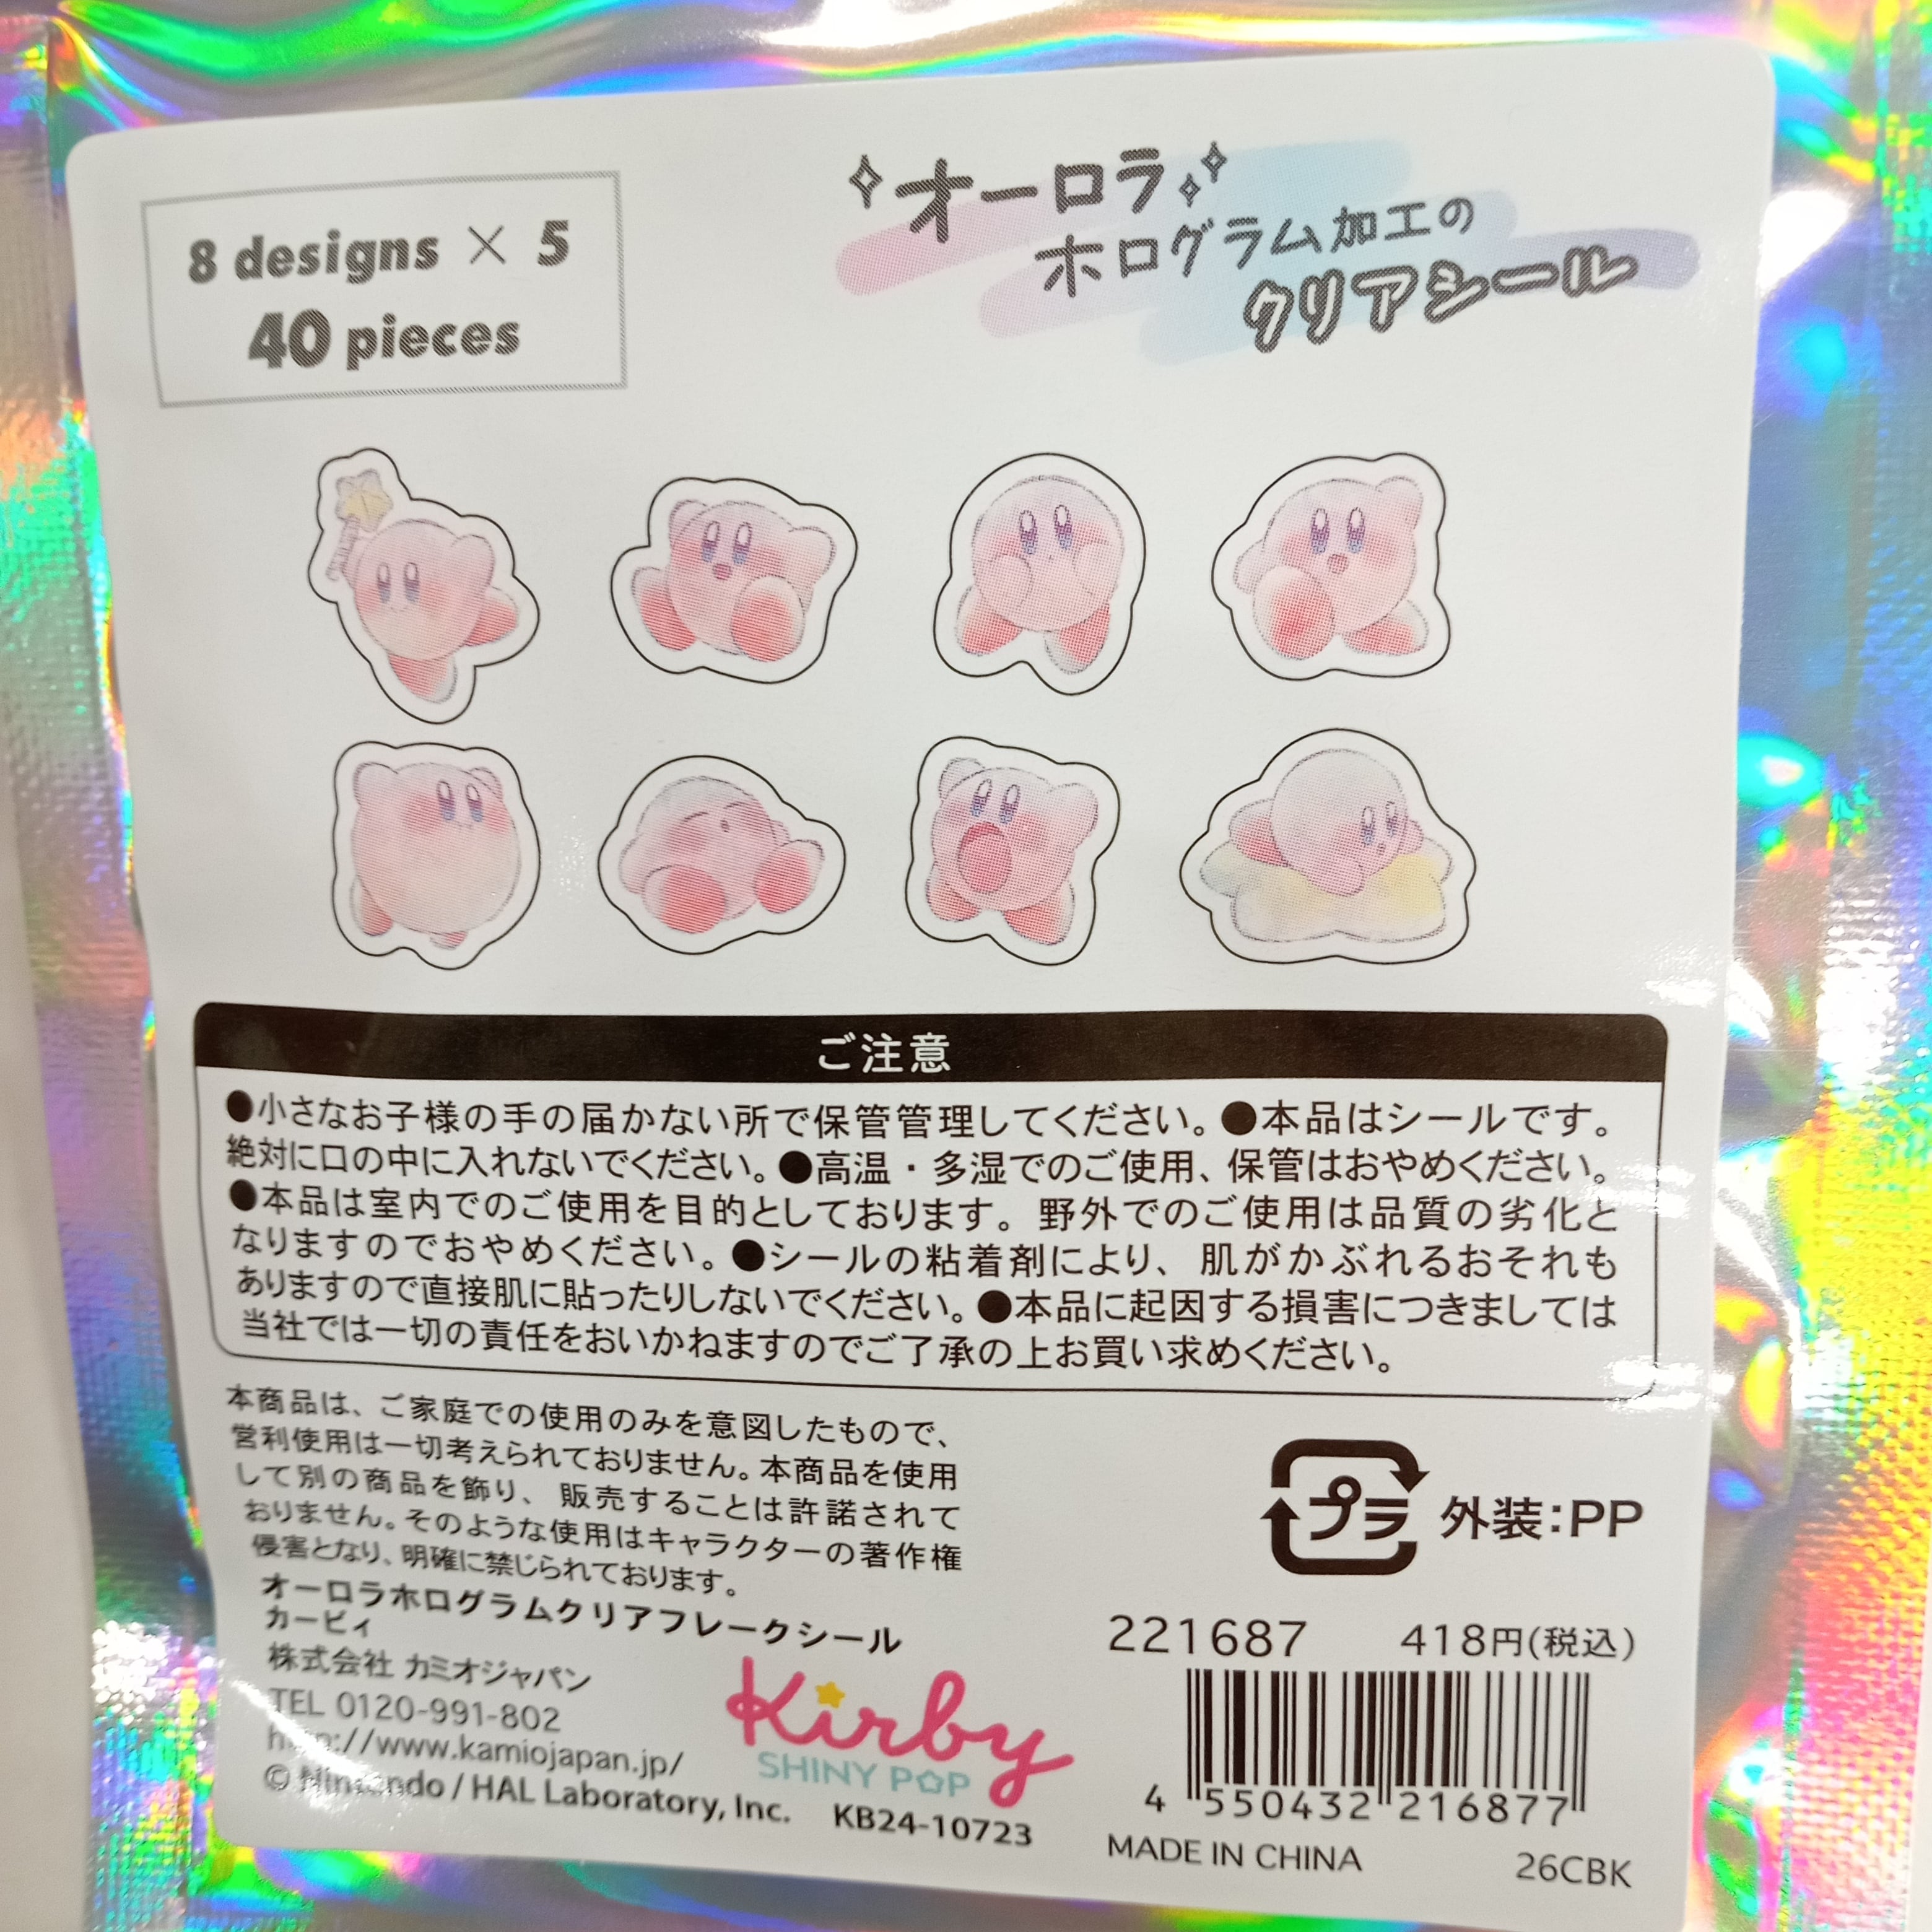 8 designs × 5
40 pieces
オーロラ
ホログラム加工の
クリアシール
ご注意
●小さなお子様の手の届かない所で保管管理してください。●本品はシールです。
絶対に口の中に入れないでください。●高温・多湿でのご使用、保管はおやめください。
●本品は室内でのご使用を目的としております。野外でのご使用は品質の劣化と
なりますのでおやめください。●シールの粘着剤により、肌がかぶれるおそれも
ありますので直接肌に貼ったりしないでください。●本品に起因する損害につきましては
当社では一切の責任をおいかねますのでご了承の上お買い求めください。
本商品は、ご家庭での使用のみを意図したもので、
営利使用は一切考えられておりません。本商品を使用
して別の商品を飾り、販売することは許諾されて
おりません。そのような使用はキャラクターの著作権
侵害となり、明確に禁じられております。
オーロラホログラムクリアフレークシール
カービィ
株式会社 カミオジャパン
TEL 0120-991-802
http://www.kamiojapan.jp/
© Nintendo / HAL Laboratory, Inc. KB24-10723
Kirby
SHINY POP
プラ 外装:PP
221687 418円(税込)
4 550432 216877
MADE IN CHINA 26CBK